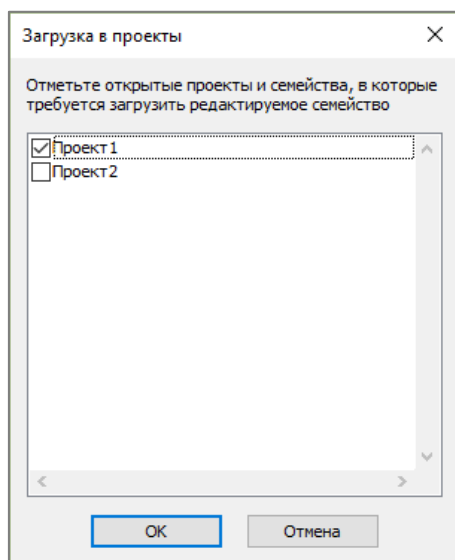 Загрузка в проекты
Отметьте открытые проекты и семейства, в которые
требуется загрузить редактируемое семейство
Проект1
Проект2
OK
Отмена